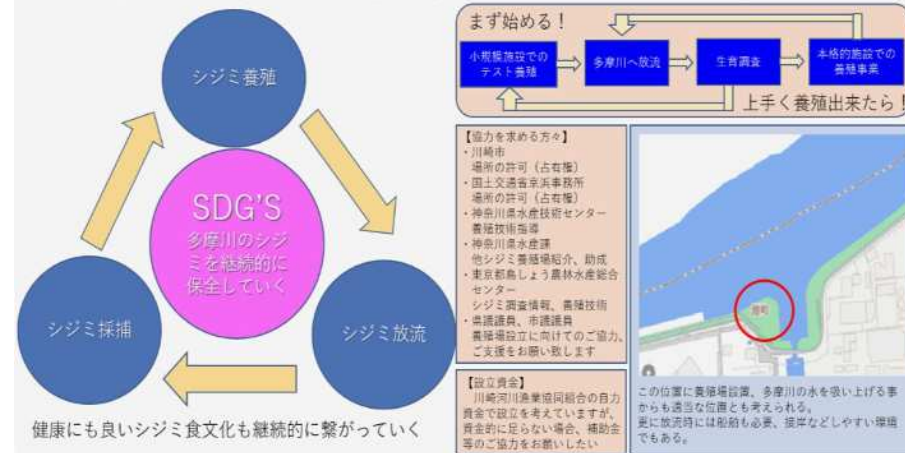 シジミ養殖
SDG'S
多摩川のシジ
ミを継続的に
保全していく
シジミ採捕
シジミ放流
健康にも良いシジミ食文化も継続的に繋がっていく
まず始める！
小規模施設での
テスト養殖
多摩川へ放流
生育調査
本格的施設での
養殖事業
上手く養殖出来たら！
【協力を求める方々】
・川崎市
場所の許可（占有権）
・国土交通省京浜事務所
場所の許可（占有権）
・神奈川県水産技術センター
養殖技術指導
・神奈川県水産課
他シジミ養殖場紹介、助成
・東京都島しょう農林水産総合
センター
シジミ調査情報、養殖技術
・県議議員、市議議員
養殖場設立に向けてのご協力、
ご支援をお願い致します
【設立資金】
川崎河川漁業協同組合の自力
資金で設立を考えていますが、
資金的に足らない場合、補助金
等のご協力をお願いしたい
港町
この位置に養殖場設置、多摩川の水を吸い上げる事
からも適当な位置とも考えられる。
更に放流時には船舶も必要、接岸などしやすい環境
でもある。